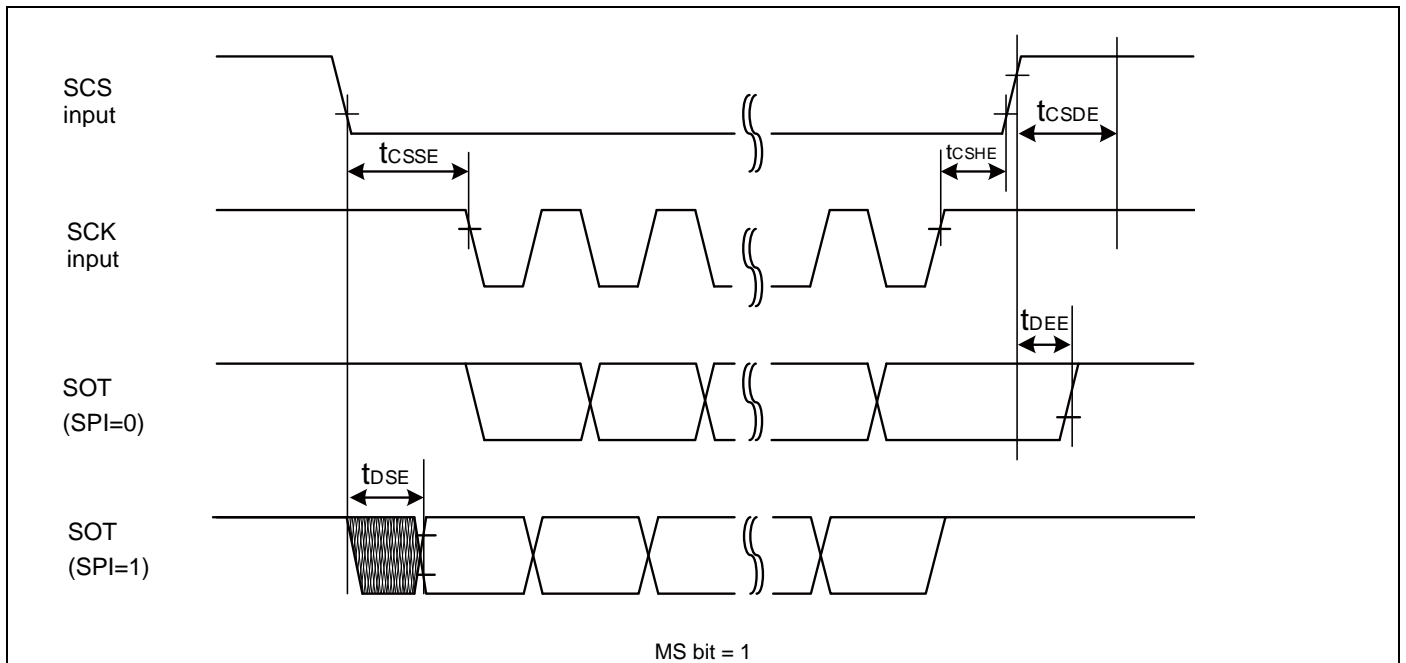 SCS
input
tCSDE
tCSSE
tCSHE
SCK
input
tDEE
SOT
(SPI=0)
tDSE
SOT
(SPI=1)
MS bit = 1